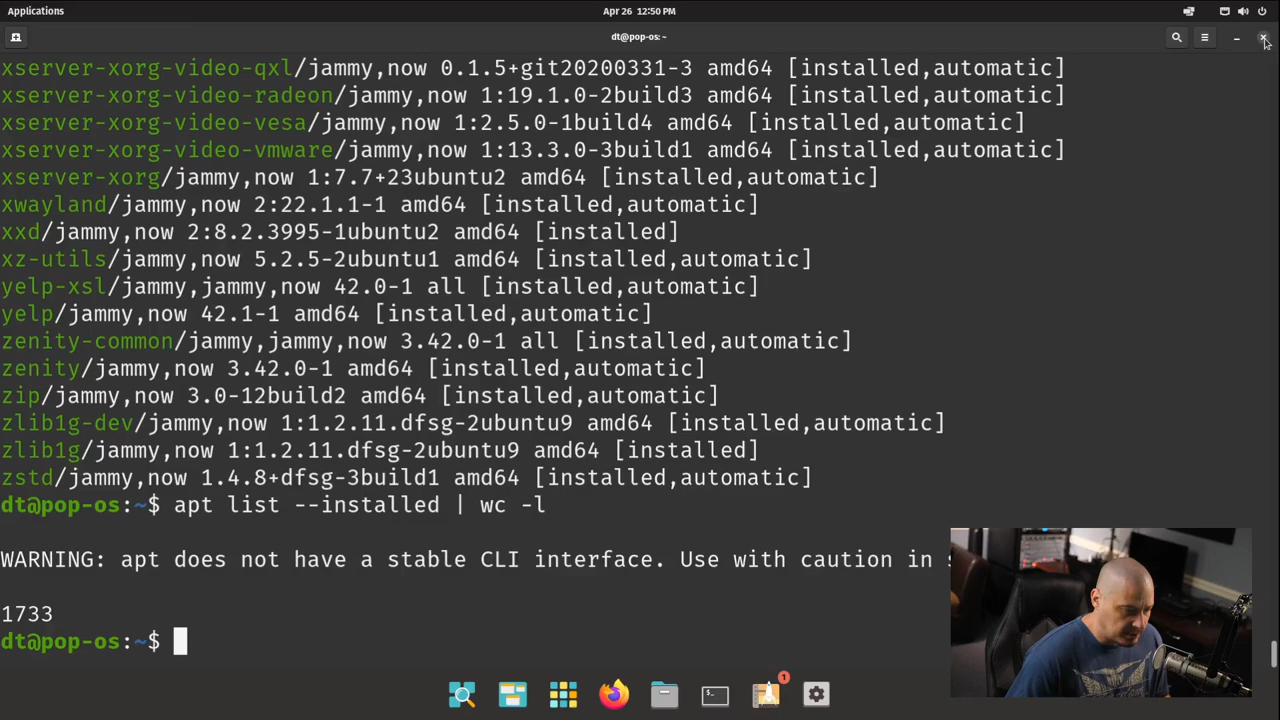 Applications
Apr 26 12:50 PM
dt@pop-os: ~
xserver-xorg-video-qxl/jammy,now 0.1.5+git20200331-3 amd64 [installed,automatic]
xserver-xorg-video-radeon/jammy,now 1:19.1.0-2build3 amd64 [installed,automatic]
xserver-xorg-video-vesa/jammy,now 1:2.5.0-1build4 amd64 [installed,automatic]
xserver-xorg-video-vmware/jammy,now 1:13.3.0-3build1 amd64 [installed,automatic]
xserver-xorg/jammy,now 1:7.7+23ubuntu2 amd64 [installed,automatic]
xwayland/jammy,now 2:22.1.1-1 amd64 [installed,automatic]
xxd/jammy,now 2:8.2.3995-1ubuntu2 amd64 [installed]
xz-utils/jammy,now 5.2.5-2ubuntu1 amd64 [installed,automatic]
yelp-xsl/jammy,jammy,now 42.0-1 all [installed,automatic]
yelp/jammy,now 42.1-1 amd64 [installed,automatic]
zenity-common/jammy,jammy,now 3.42.0-1 all [installed,automatic]
zenity/jammy,now 3.42.0-1 amd64 [installed,automatic]
zip/jammy,now 3.0-12build2 amd64 [installed,automatic]
zlib1g-dev/jammy,now 1:1.2.11.dfsg-2ubuntu9 amd64 [installed,automatic]
zlib1g/jammy,now 1:1.2.11.dfsg-2ubuntu9 amd64 [installed]
zstd/jammy,now 1.4.8+dfsg-3build1 amd64 [installed,automatic]
dt@pop-os:~$ apt list --installed | wc -l
WARNING: apt does not have a stable CLI interface. Use with caution in
1733
dt@pop-os:~$
1